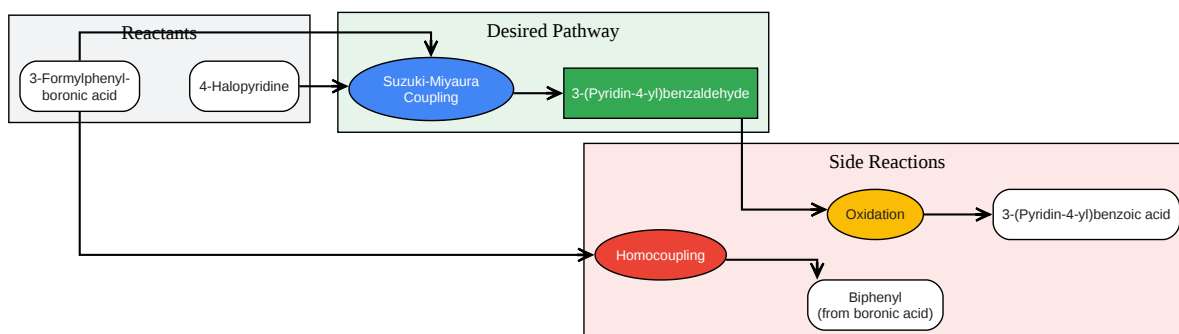 Reactants
3-Formylphenyl-
boronic acid
4-Halopyridine
Desired Pathway
Suzuki-Miyaura
Coupling
3-(Pyridin-4-yl)benzaldehyde
Side Reactions
Oxidation
3-(Pyridin-4-yl)benzoic acid
Homocoupling
Biphenyl
(from boronic acid)